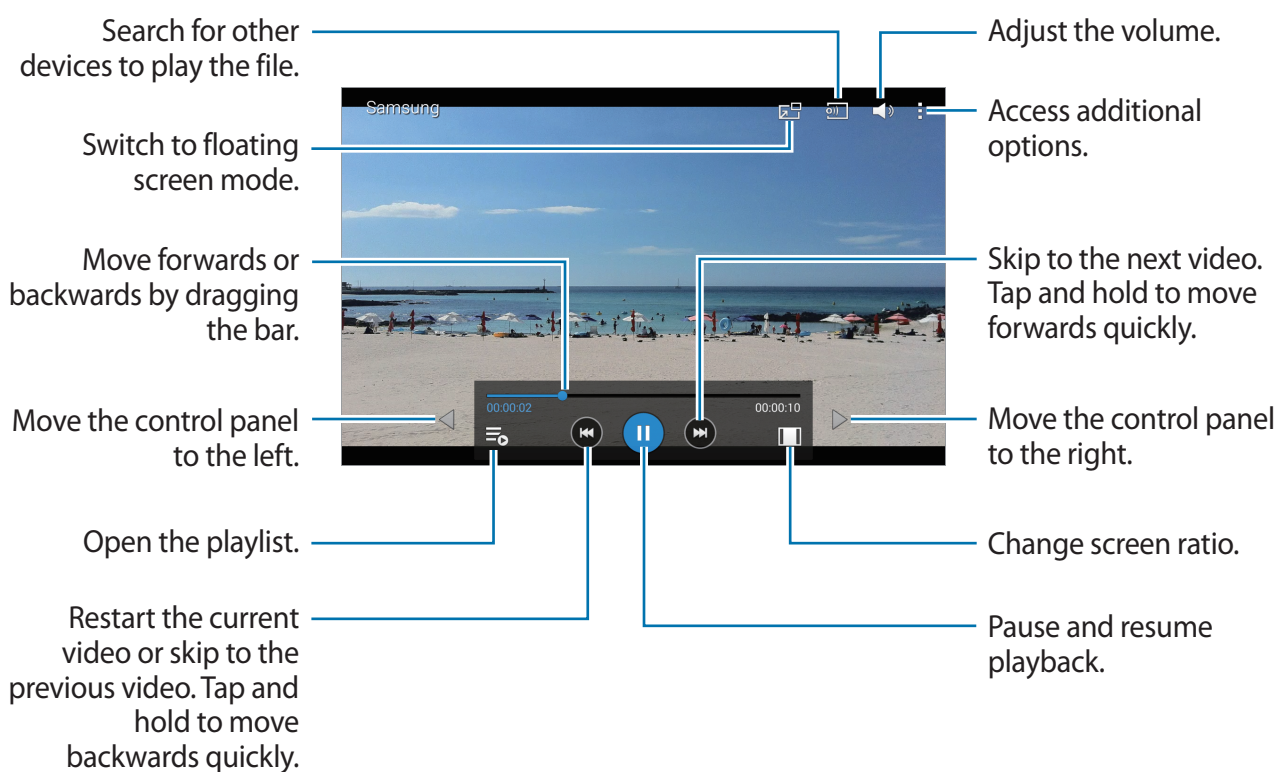 Search for other
devices to play the file.
Switch to floating
screen mode.
Move forwards or
backwards by dragging
the bar.
Move the control panel
to the left.
Open the playlist.
Restart the current
video or skip to the
previous video. Tap and
hold to move
backwards quickly.
Samsung
00:00:02
00:00:10
Adjust the volume.
Access additional
options.
Skip to the next video.
Tap and hold to move
forwards quickly.
Move the control panel
to the right.
Change screen ratio.
Pause and resume
playback.